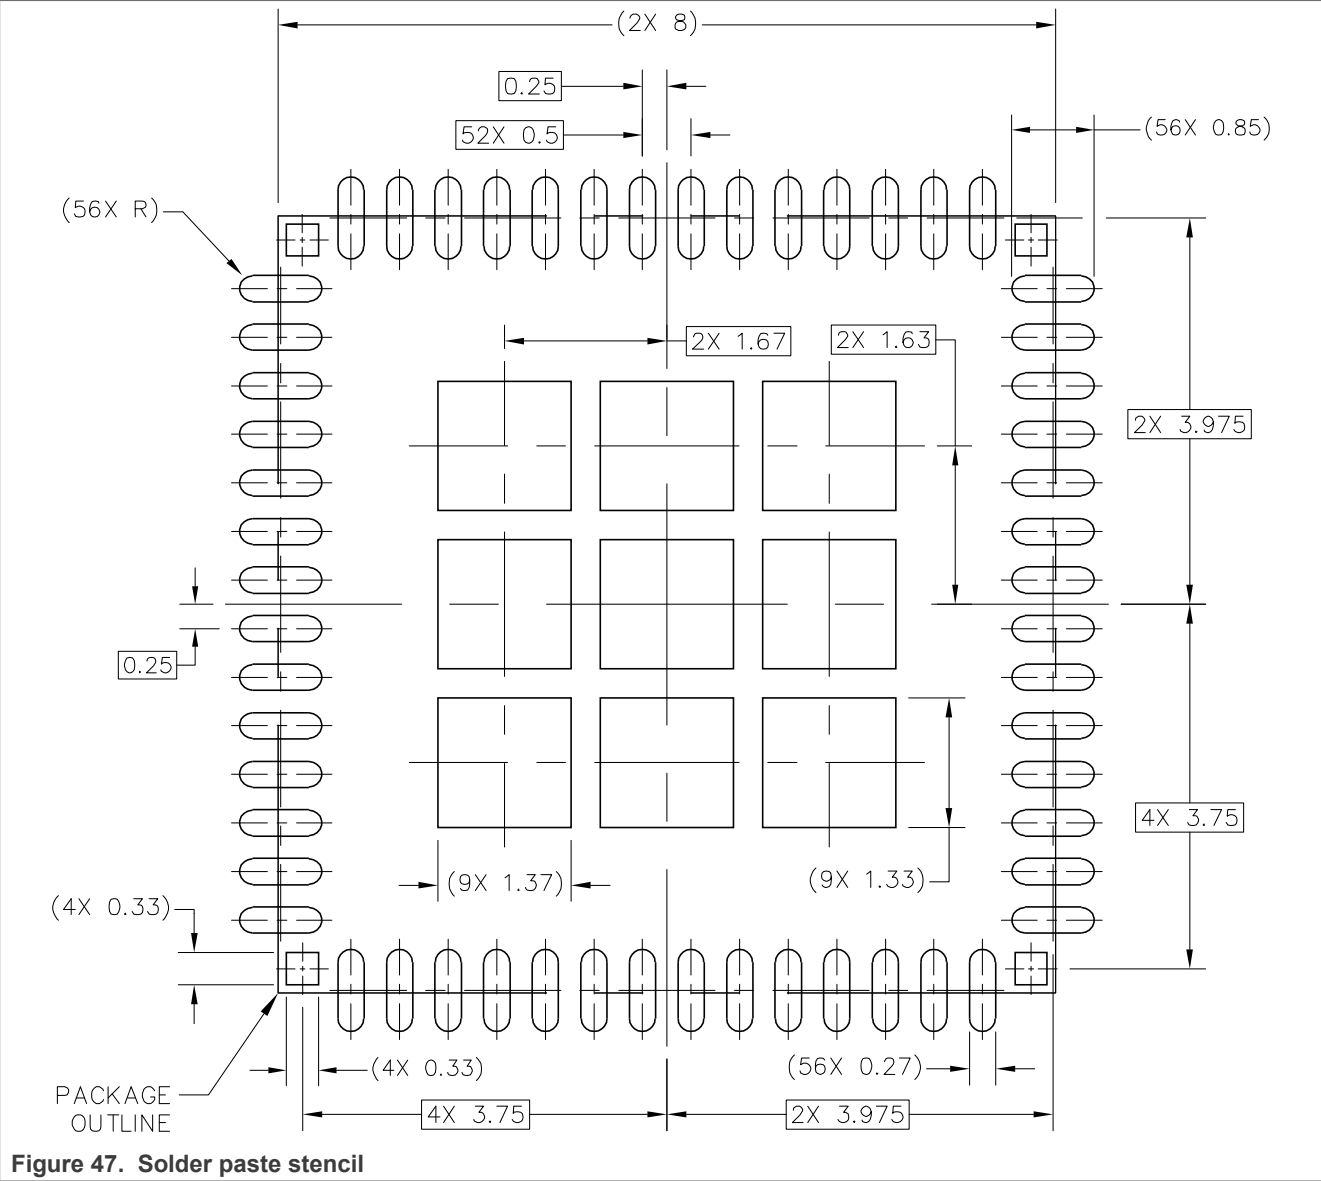 (2X 8)
0.25
52X 0.5
(56X 0.85)
(56X R)
2X 1.67
2X 1.63
2X 3.975
0.25
4X 3.75
(9X 1.37)
(9X 1.33)
(4X 0.33)
(4X 0.33)
(56X 0.27)
PACKAGE
OUTLINE
4X 3.75
2X 3.975
Figure 47. Solder paste stencil